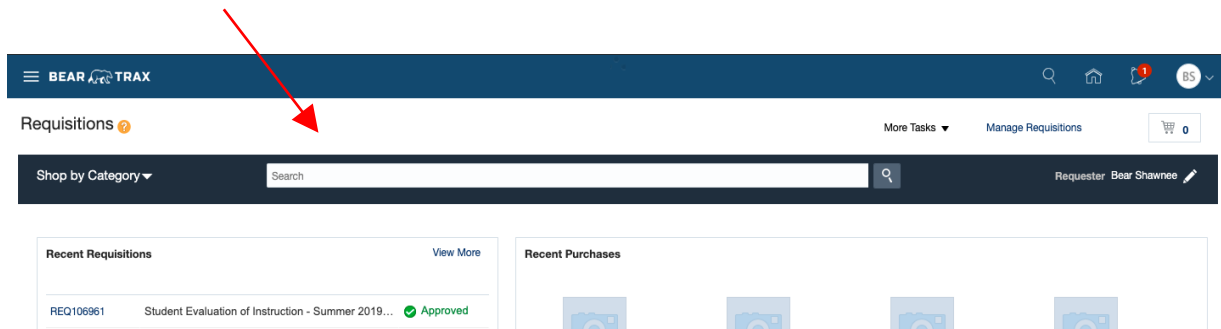 BEAR TRAX 1 BS
Requisitions ? More Tasks Manage Requisitions 0
Shop by Category Search Requester Bear Shawnee
Recent Requisitions View More Recent Purchases
REQ106961 Student Evaluation of Instruction - Summer 2019... Approved